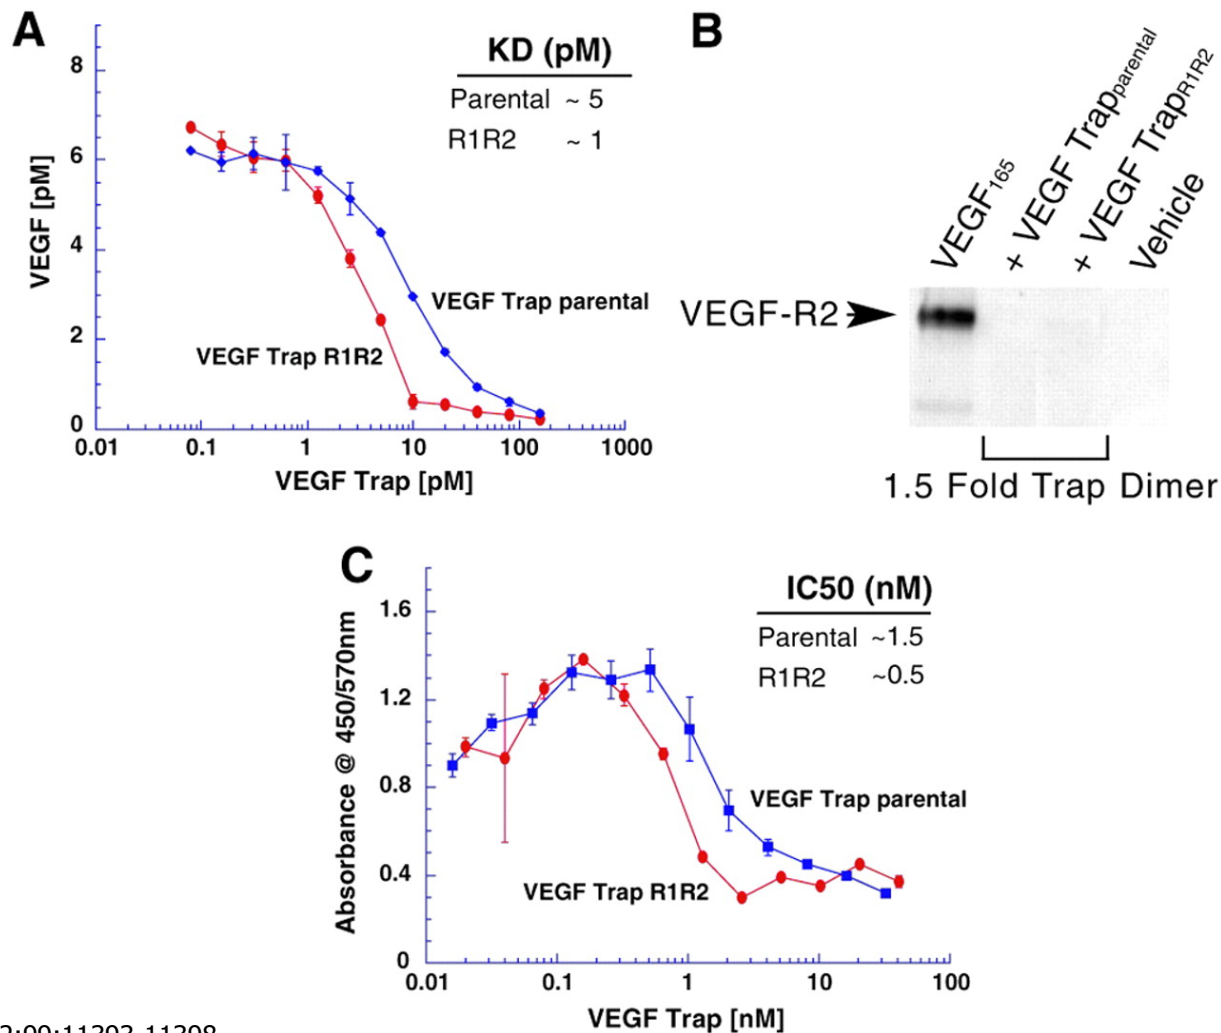 A
KD (pM)
Parental ~ 5
R1R2 ~ 1
VEGF [pM]
8
6
4
2
0
VEGF Trap parental
VEGF Trap R1R2
0.01 0.1 1 10 100 1000
VEGF Trap [pM]
B
VEGF165
+ VEGF Trapparental
+ VEGF TrapR1R2
Vehicle
VEGF-R2
1.5 Fold Trap Dimer
C
IC50 (nM)
Parental ~1.5
R1R2 ~0.5
Absorbance @ 450/570nm
1.6
1.2
0.8
0.4
0
VEGF Trap parental
VEGF Trap R1R2
0.01 0.1 1 10 100
VEGF Trap [nM]